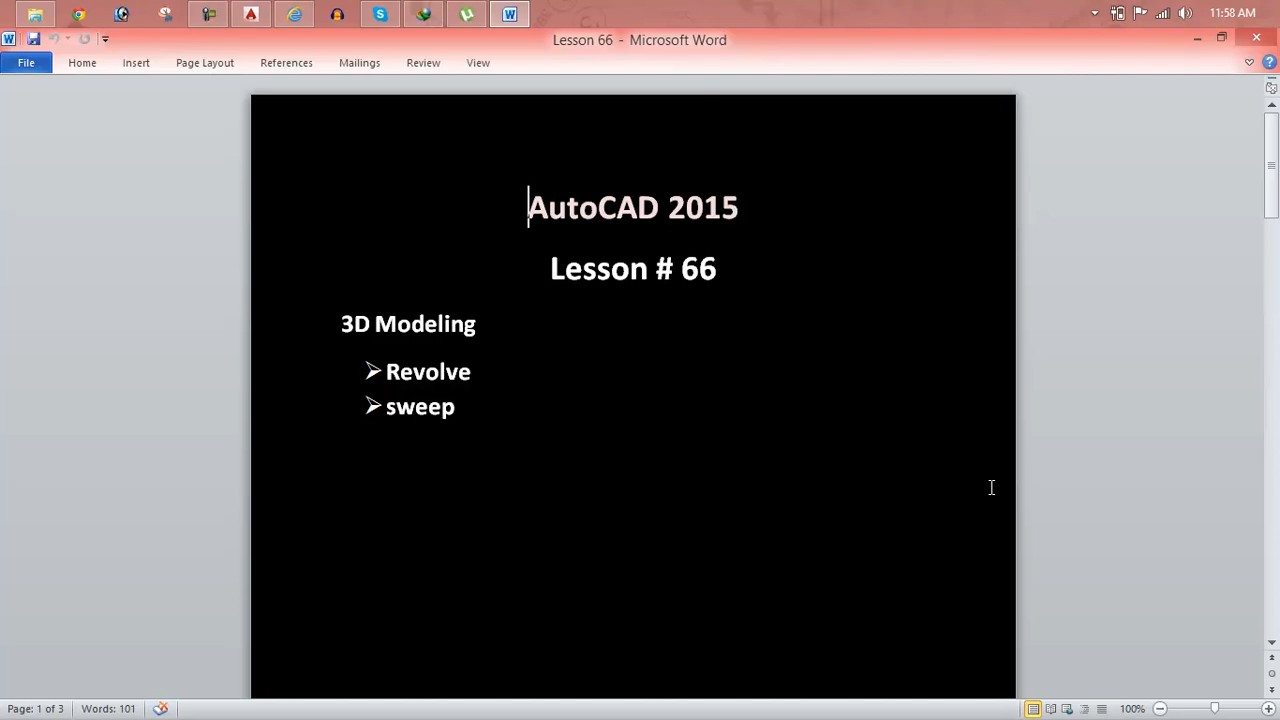 11:58 AM
Lesson 66 - Microsoft Word
File Home Insert Page Layout References Mailings Review View
AutoCAD 2015
Lesson # 66
3D Modeling
Revolve
sweep
Page: 1 of 3 Words: 101 100%